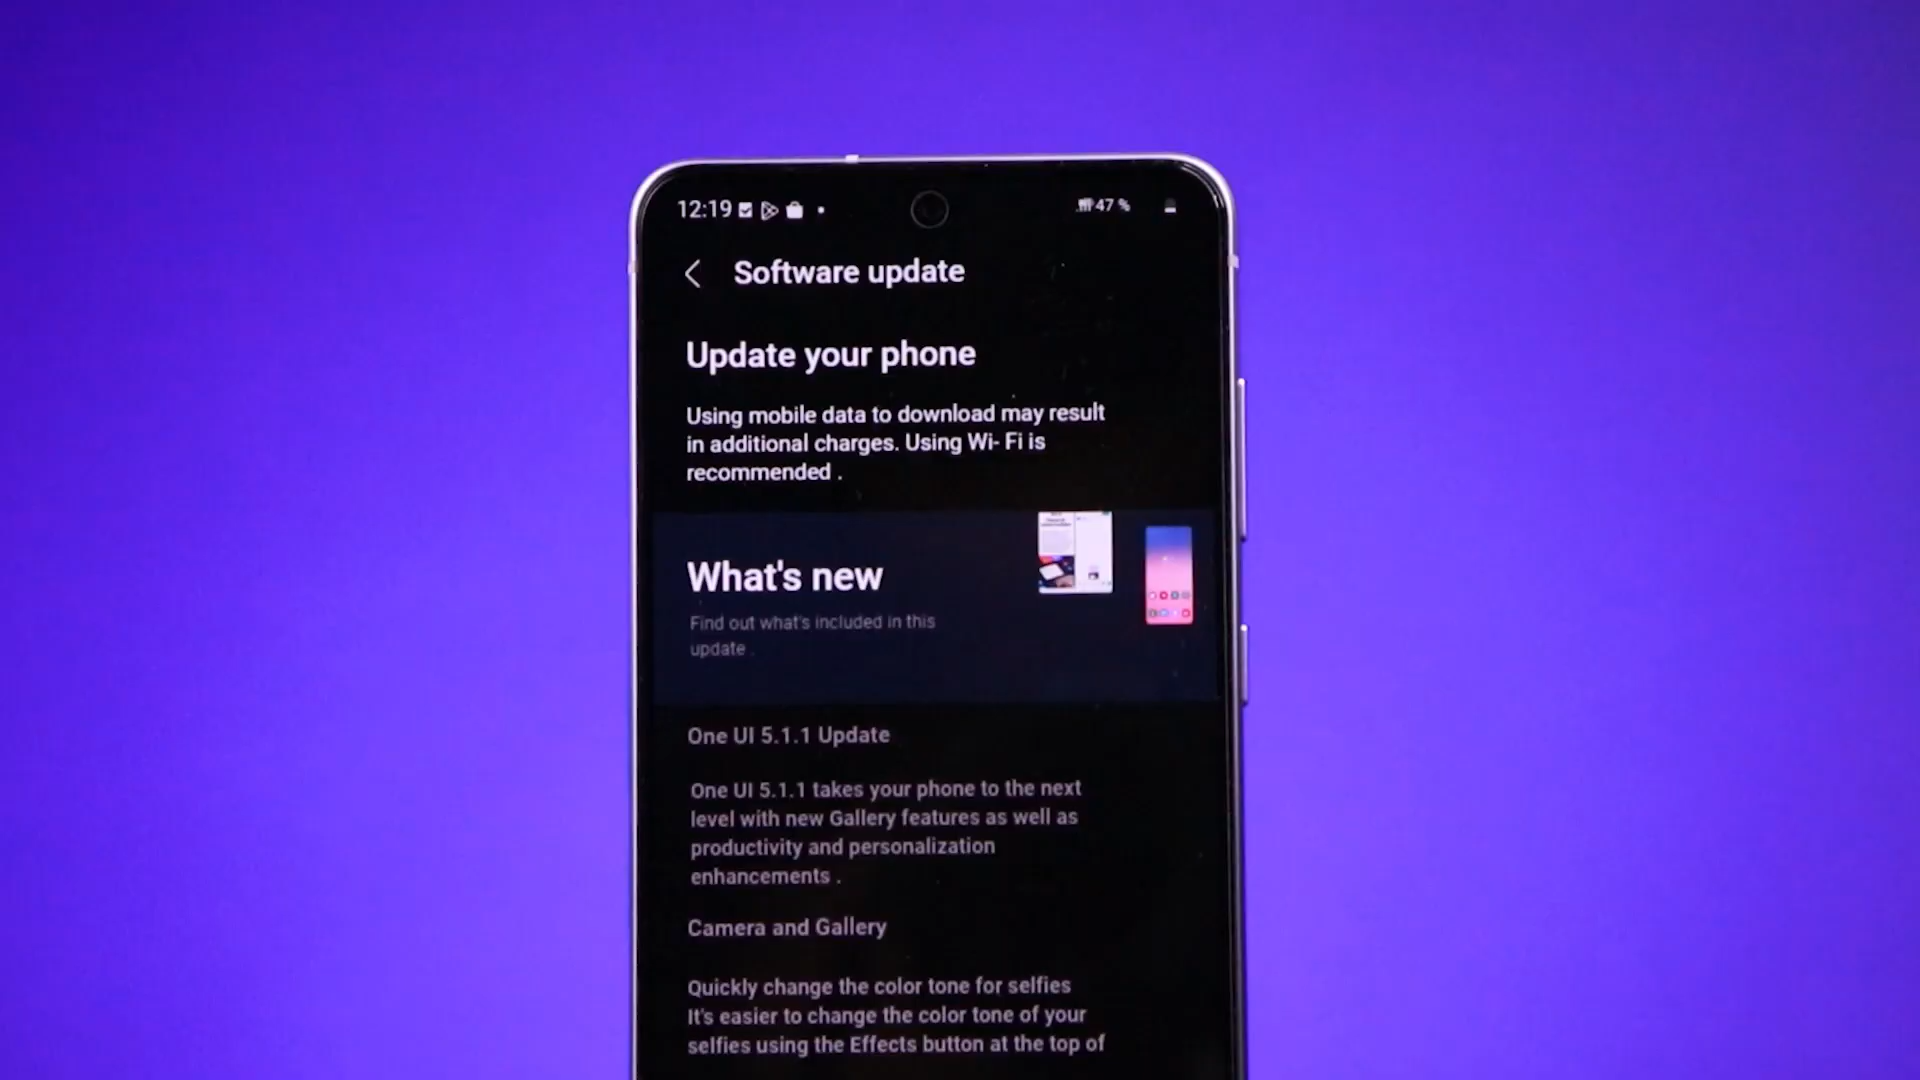 12:19
47 %
Software update
Update your phone
Using mobile data to download may result
in additional charges. Using Wi- Fi is
recommended .
What's new
Find out what's included in this
update .
One UI 5.1.1 Update
One UI 5.1.1 takes your phone to the next
level with new Gallery features as well as
productivity and personalization
enhancements .
Camera and Gallery
Quickly change the color tone for selfies
It's easier to change the color tone of your
selfies using the Effects button at the top of